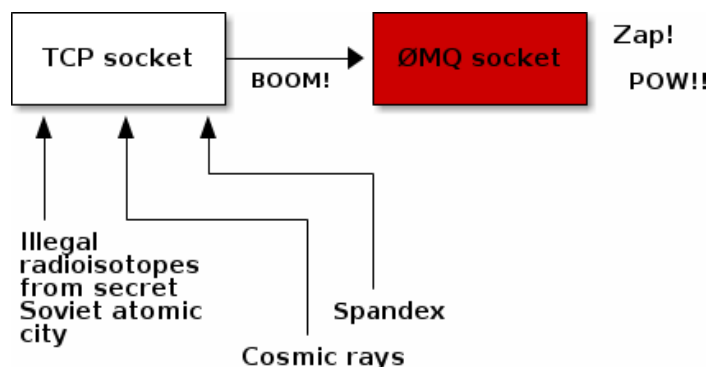 TCP socket
BOOM!
ØMQ socket
Zap!
POW!!
Illegal
radioisotopes
from secret
Soviet atomic
city
Spandex
Cosmic rays